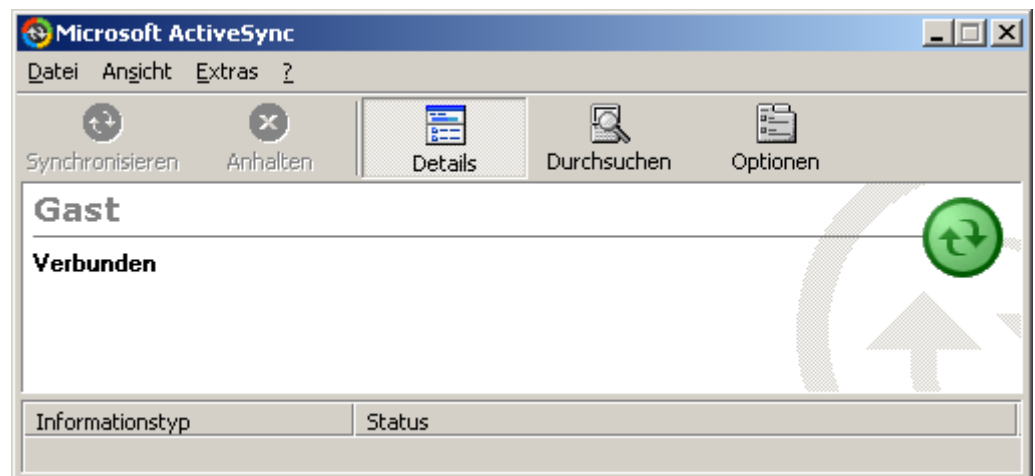 Microsoft ActiveSync
Datei Ansicht Extras ?
Synchronisieren Anhalten Details Durchsuchen Optionen
Gast
Verbunden
Informationstyp Status